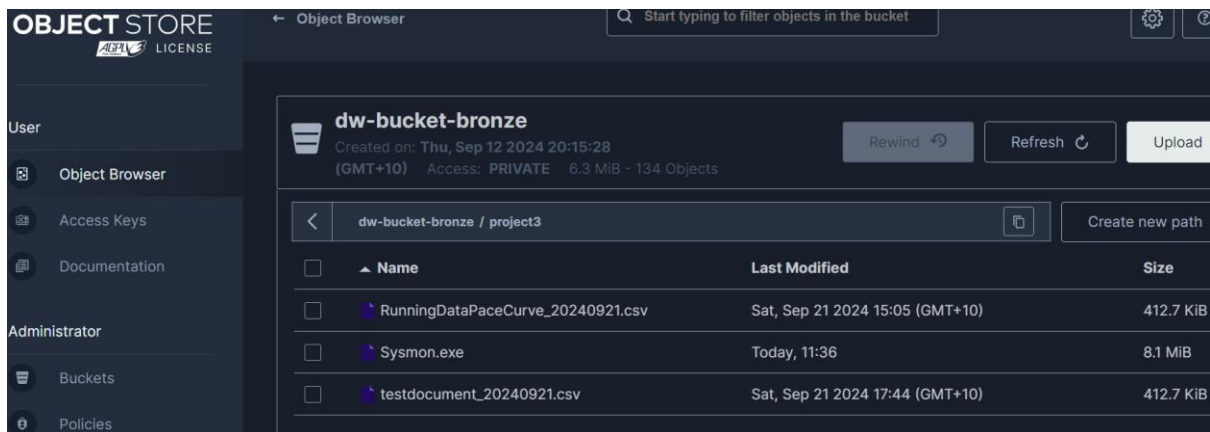 OBJECT STORE
AGPLv3 LICENSE
← Object Browser
Start typing to filter objects in the bucket
User
Object Browser
Access Keys
Documentation
Administrator
Buckets
Policies
dw-bucket-bronze
Created on: Thu, Sep 12 2024 20:15:28
(GMT+10) Access: PRIVATE 6.3 MiB - 134 Objects
Rewind
Refresh
Upload
dw-bucket-bronze / project3
Create new path
Name Last Modified Size
RunningDataPaceCurve_20240921.csv Sat, Sep 21 2024 15:05 (GMT+10) 412.7 KiB
Sysmon.exe Today, 11:36 8.1 MiB
testdocument_20240921.csv Sat, Sep 21 2024 17:44 (GMT+10) 412.7 KiB